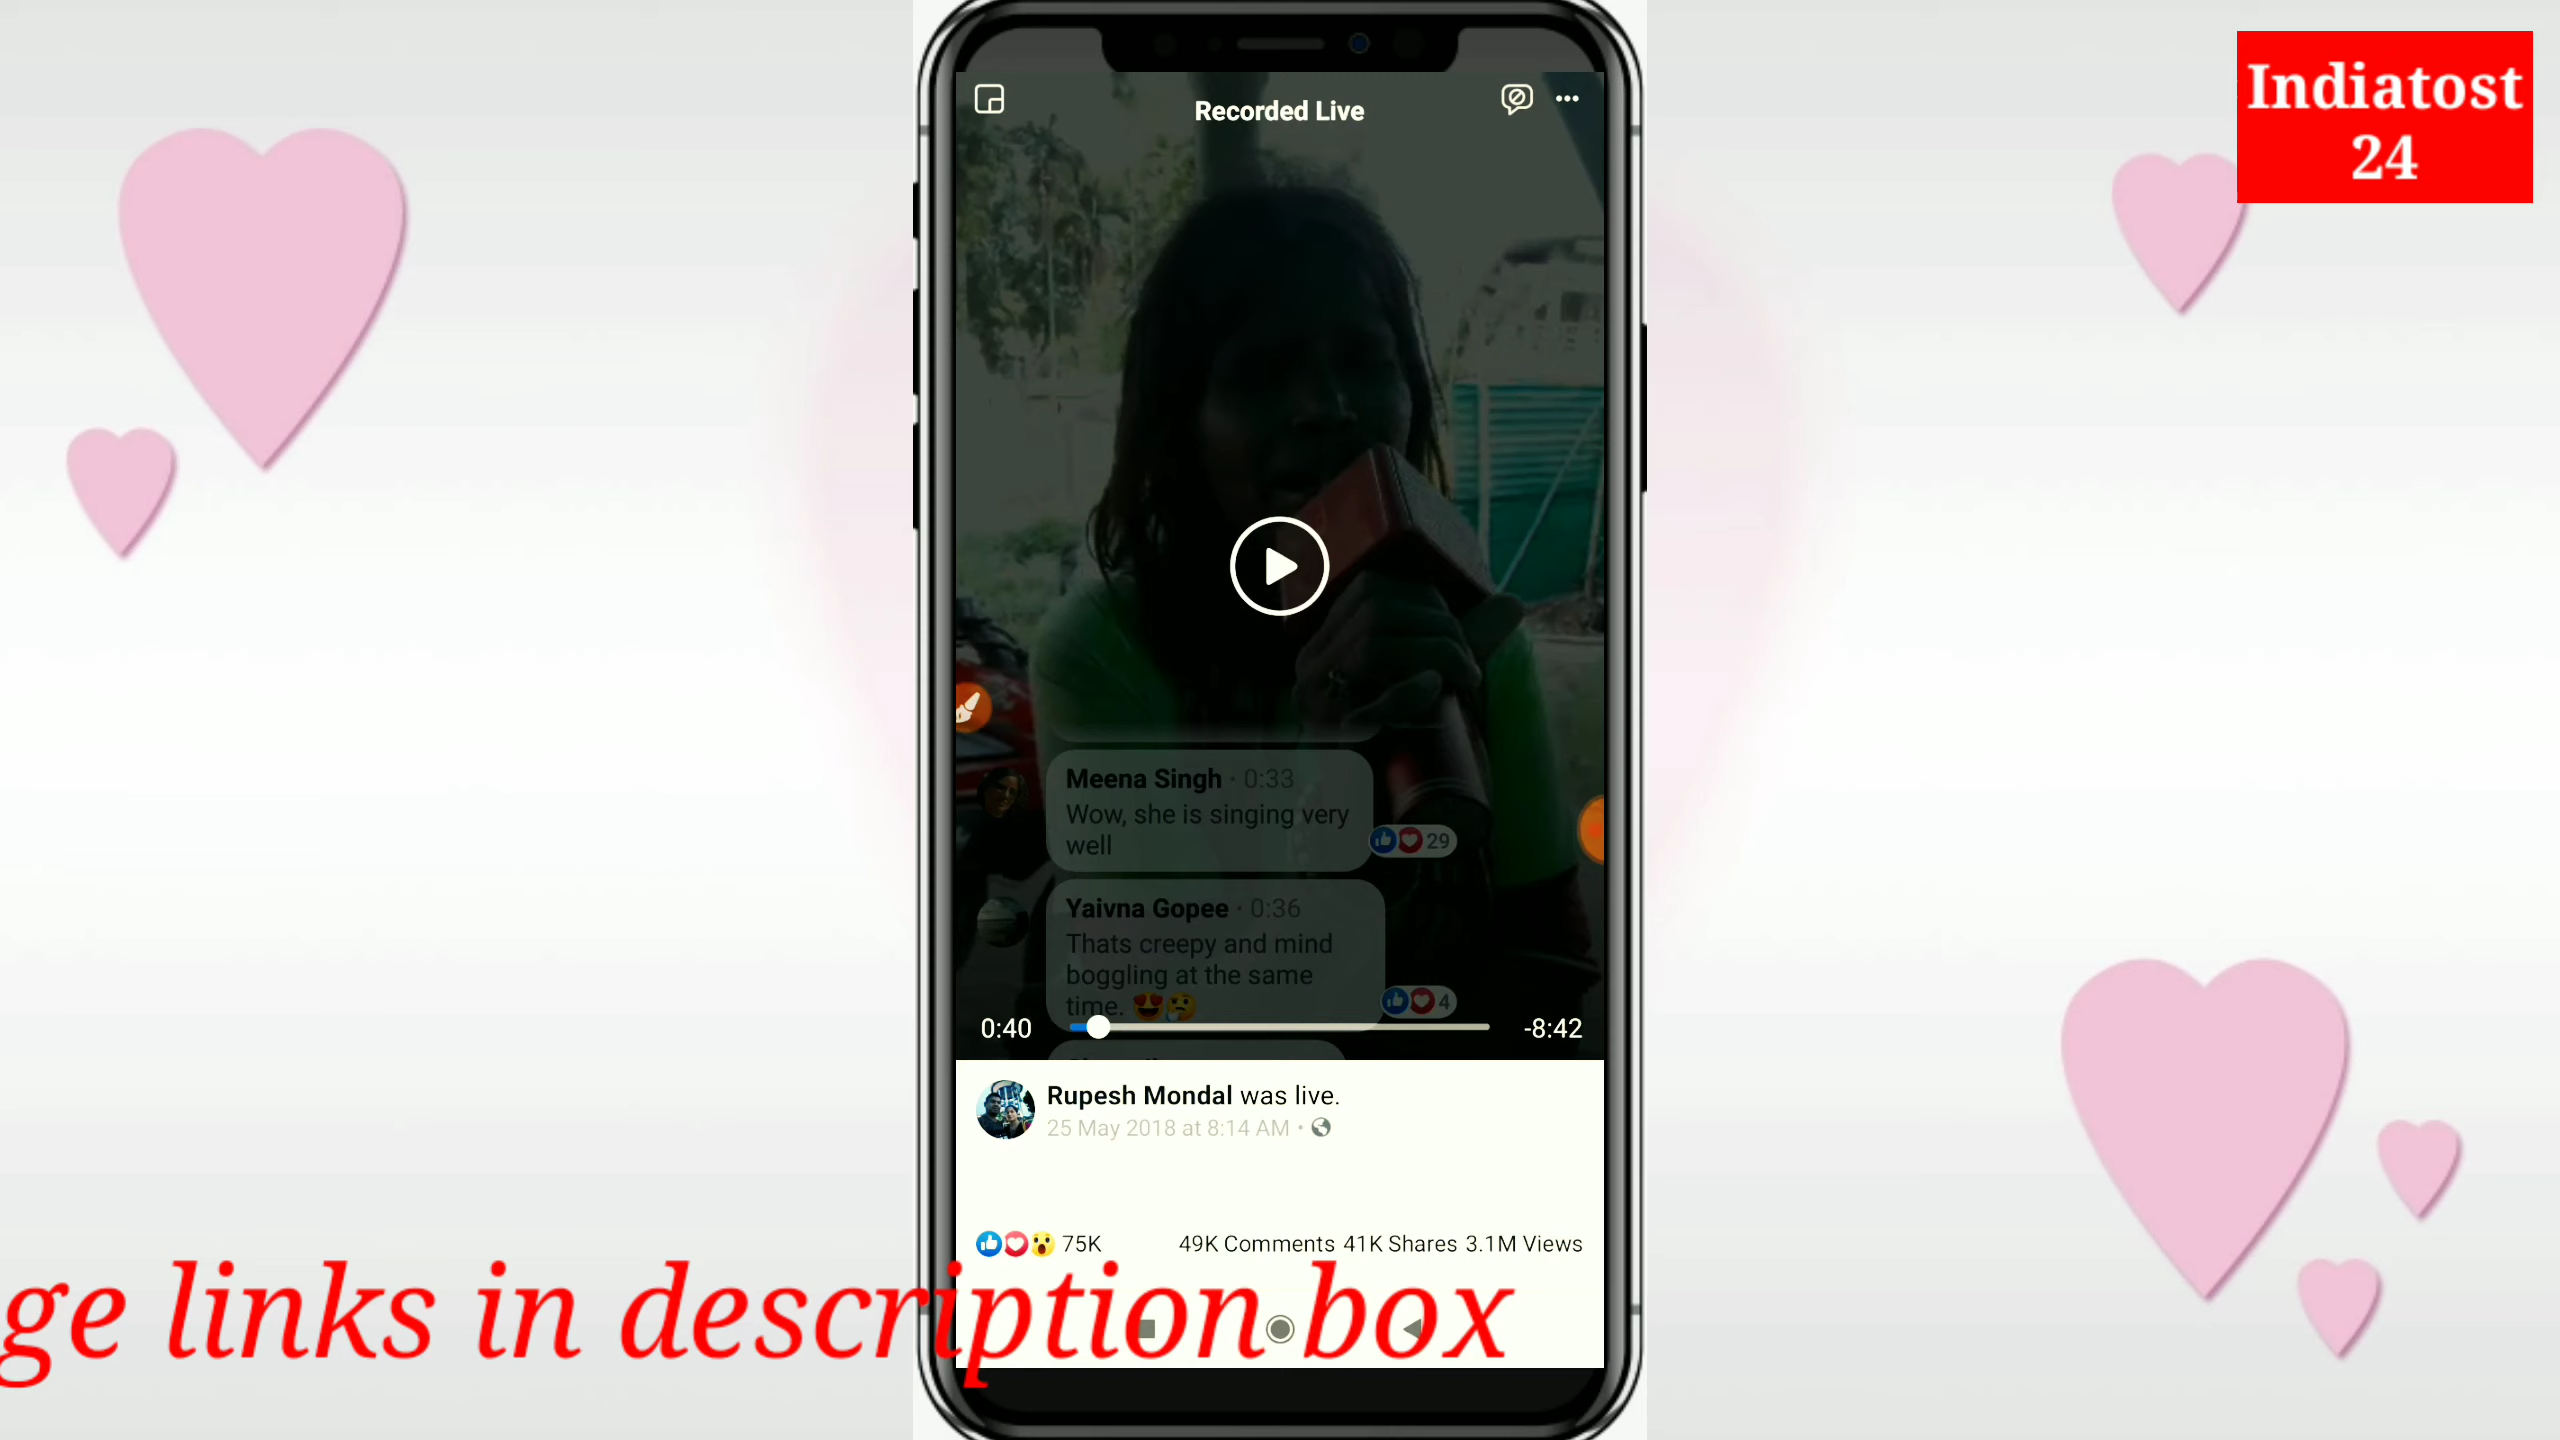 Indiatost
24
Recorded Live
Meena Singh · 0:33
Wow, she is singing very
well
29
Yaivna Gopee · 0:36
Thats creepy and mind
boggling at the same
time. 😍🤔
4
0:40
-8:42
Rupesh Mondal was live.
25 May 2018 at 8:14 AM ·
75K
49K Comments 41K Shares 3.1M Views
ge links in description box